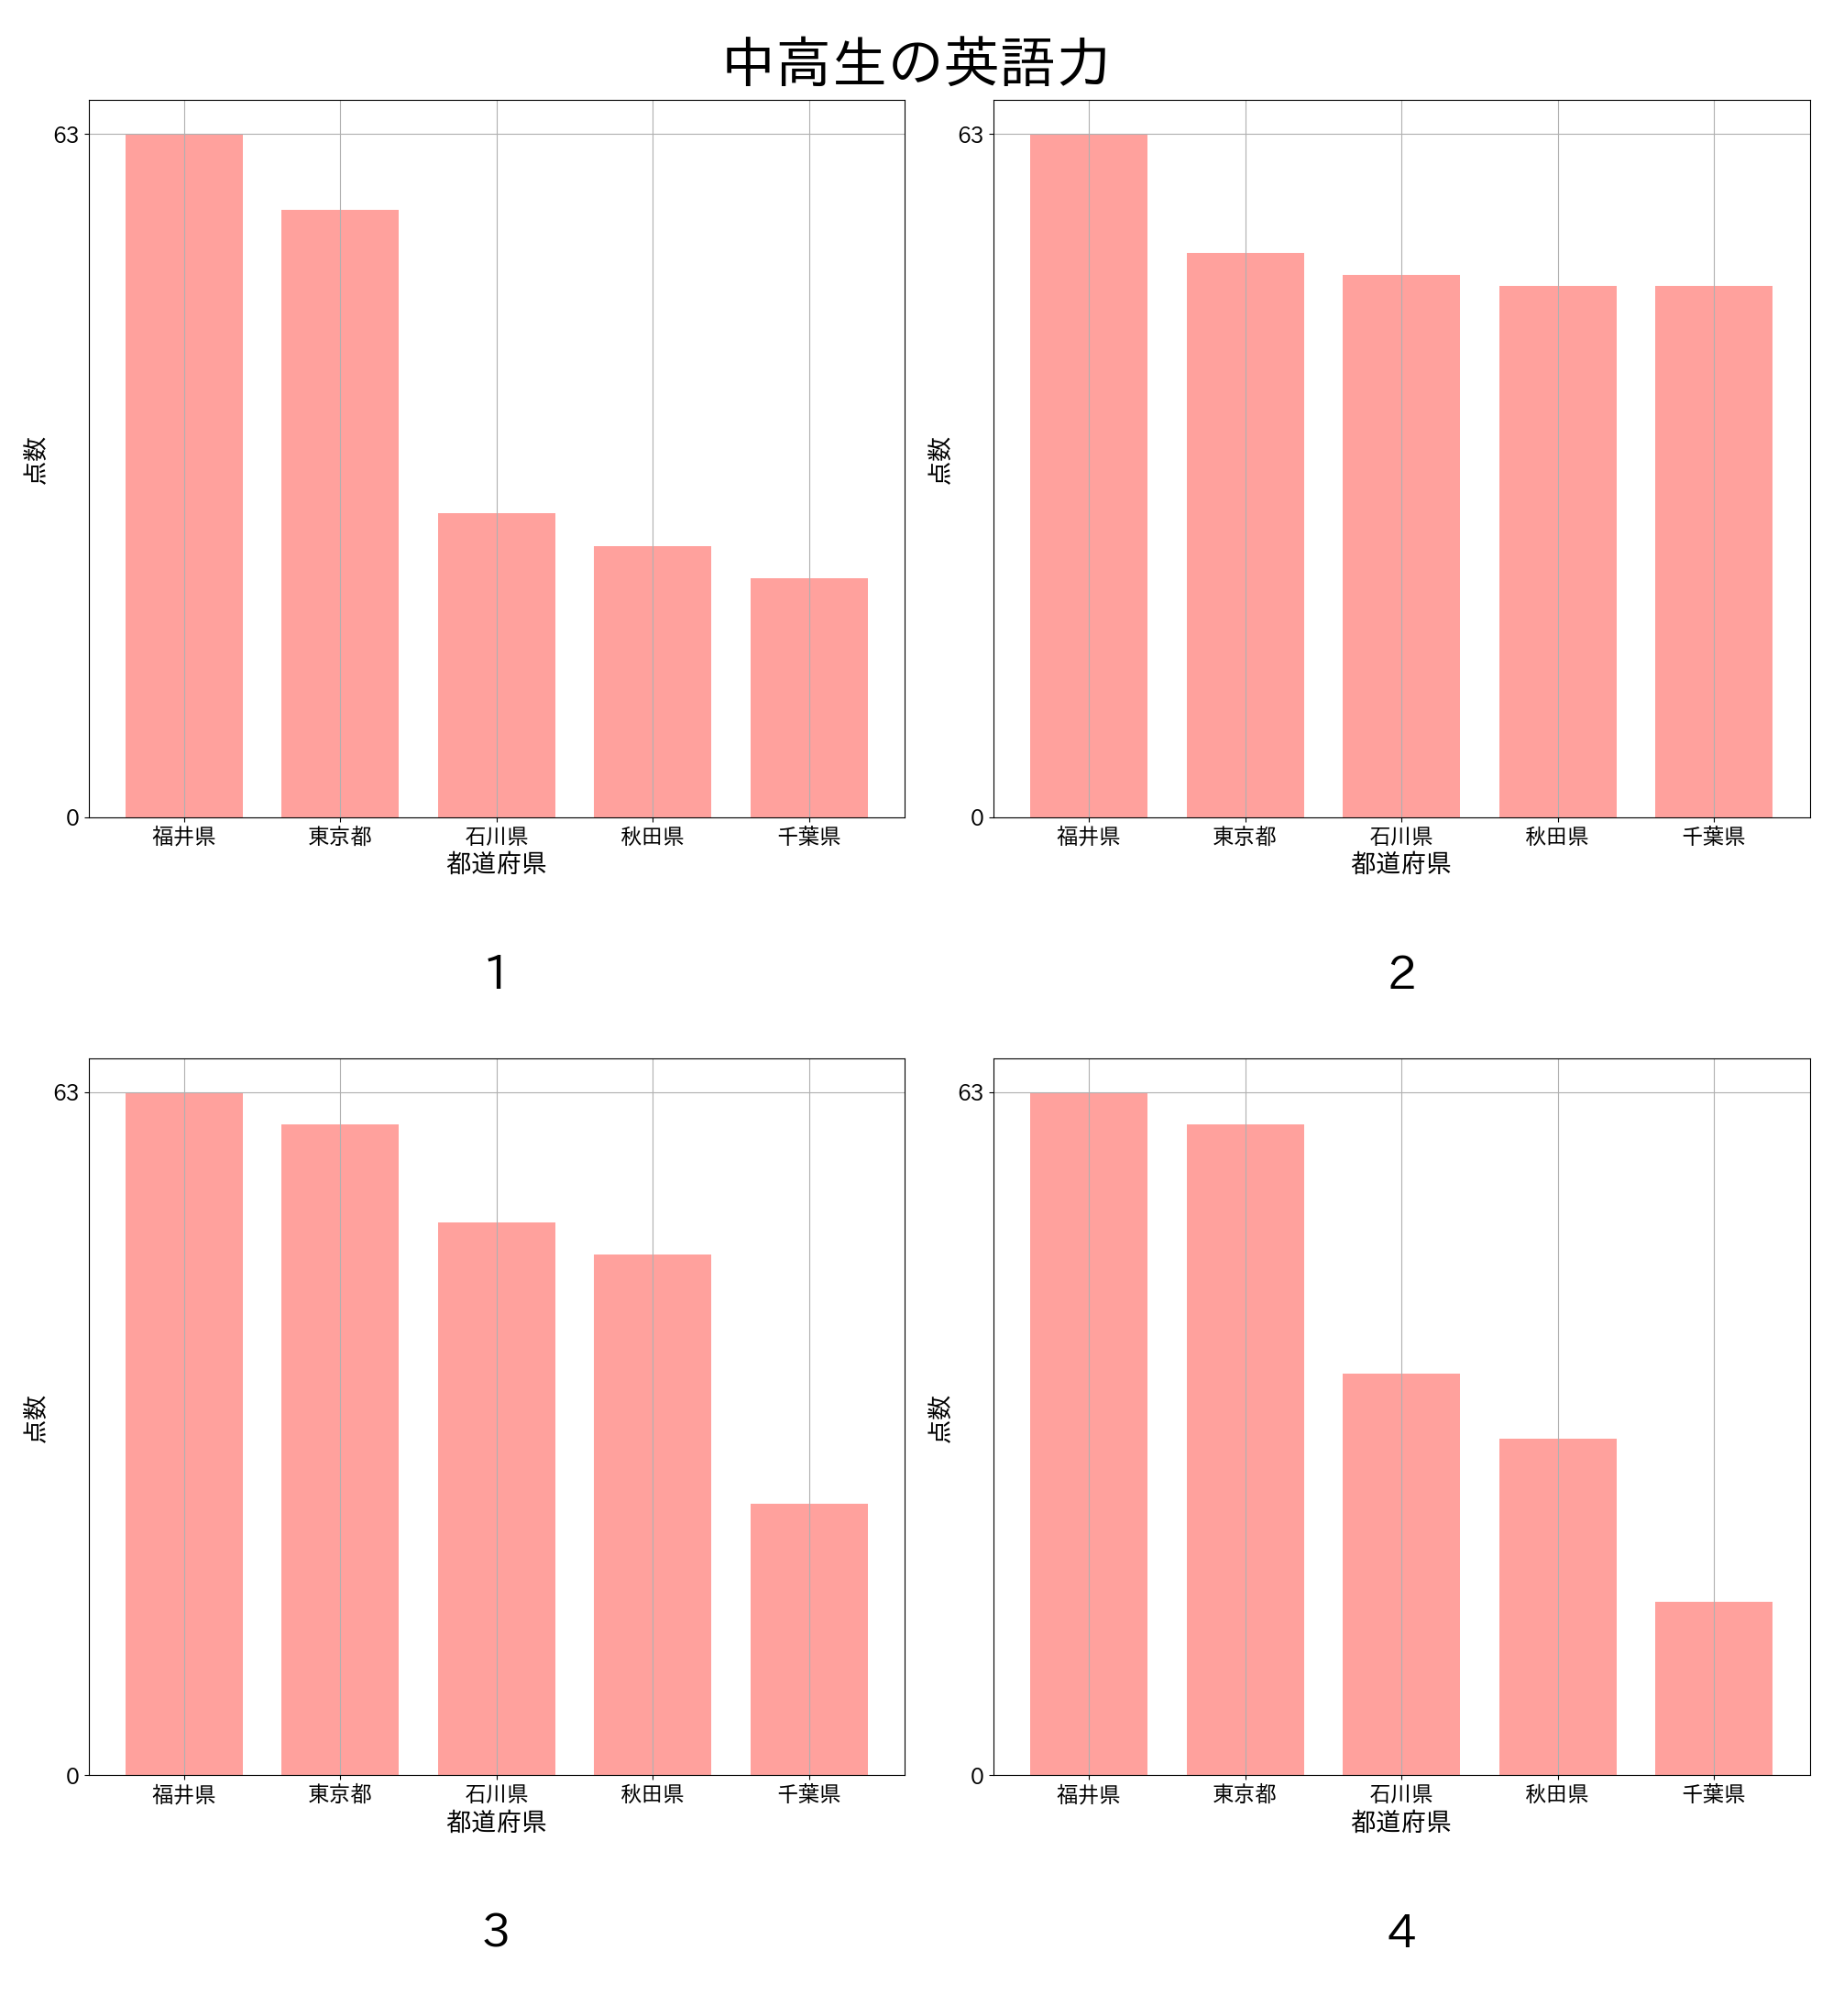 中高生の英語力
63
0
点数
福井県 東京都 石川県 秋田県 千葉県
都道府県
1
63
0
点数
福井県 東京都 石川県 秋田県 千葉県
都道府県
2
63
0
点数
福井県 東京都 石川県 秋田県 千葉県
都道府県
3
63
0
点数
福井県 東京都 石川県 秋田県 千葉県
都道府県
4